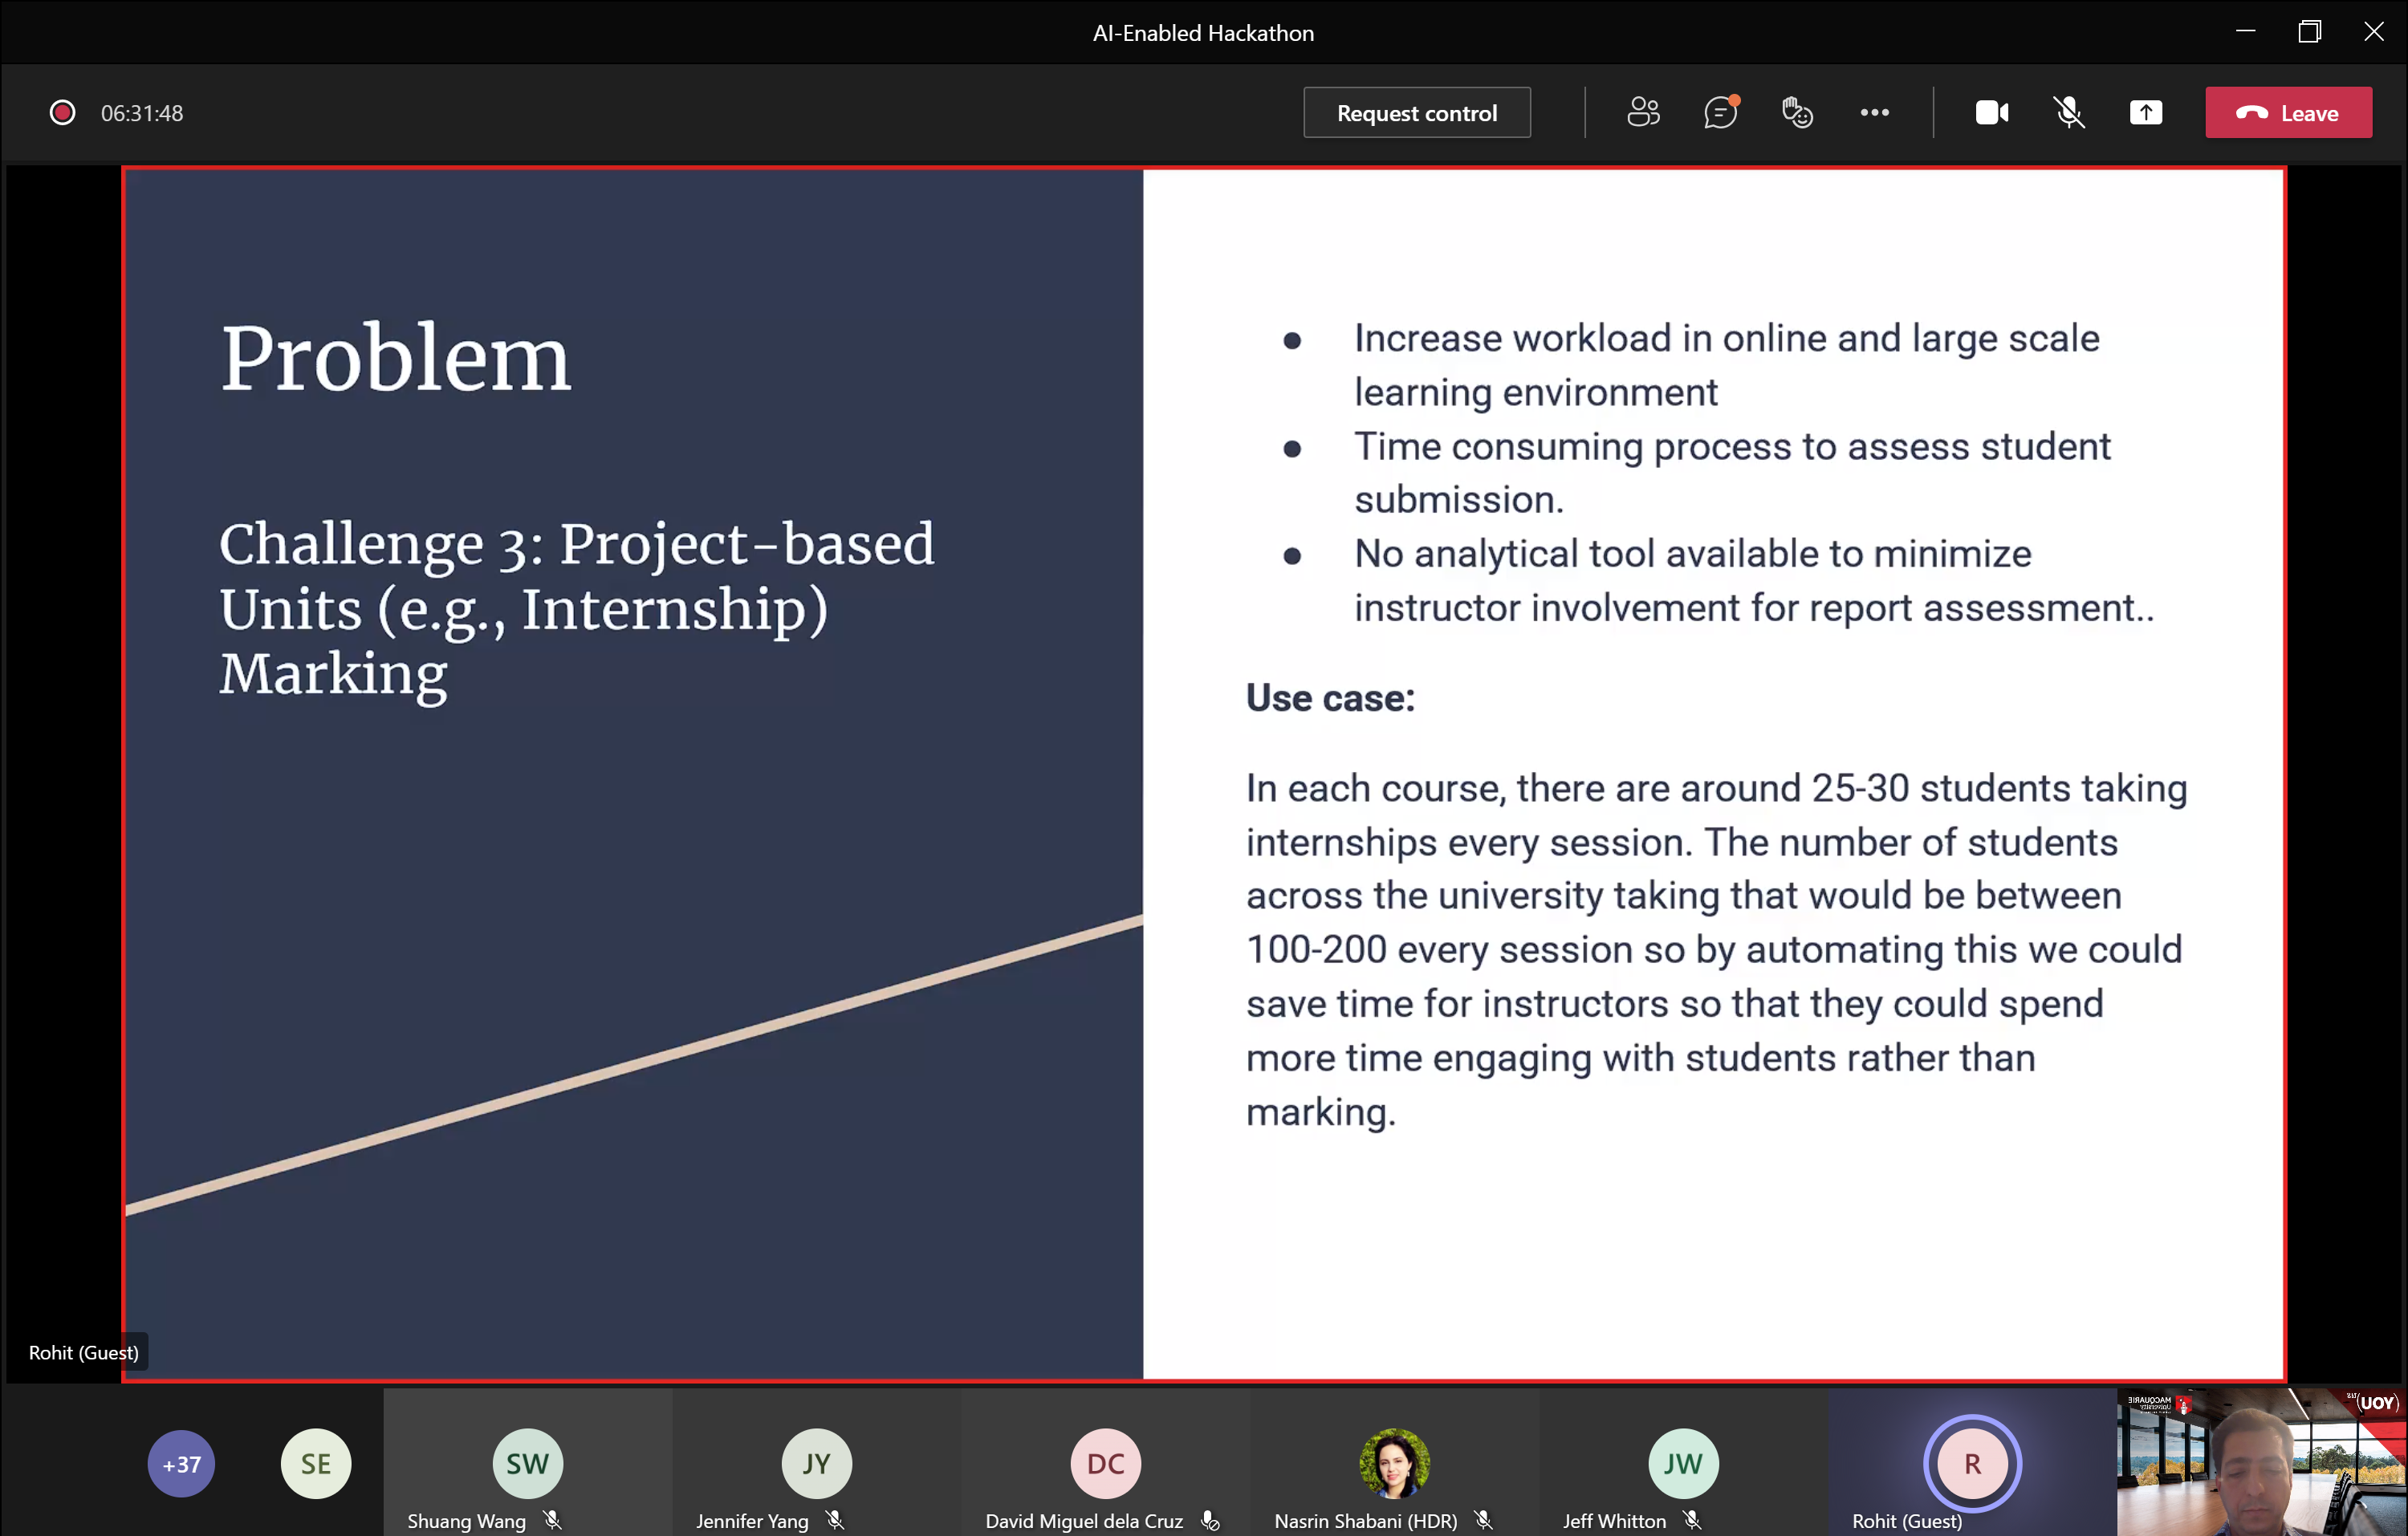 AI-Enabled Hackathon
06:31:48
Request control
Leave
Problem
Challenge 3: Project-based
Units (e.g., Internship)
Marking
● Increase workload in online and large scale
learning environment
● Time consuming process to assess student
submission.
● No analytical tool available to minimize
instructor involvement for report assessment..
Use case:
In each course, there are around 25-30 students taking
internships every session. The number of students
across the university taking that would be between
100-200 every session so by automating this we could
save time for instructors so that they could spend
more time engaging with students rather than
marking.
Rohit (Guest)
+37
SE
SW
Shuang Wang
JY
Jennifer Yang
DC
David Miguel dela Cruz
Nasrin Shabani (HDR)
JW
Jeff Whitton
R
Rohit (Guest)
MACQUARIE
University
YOU)